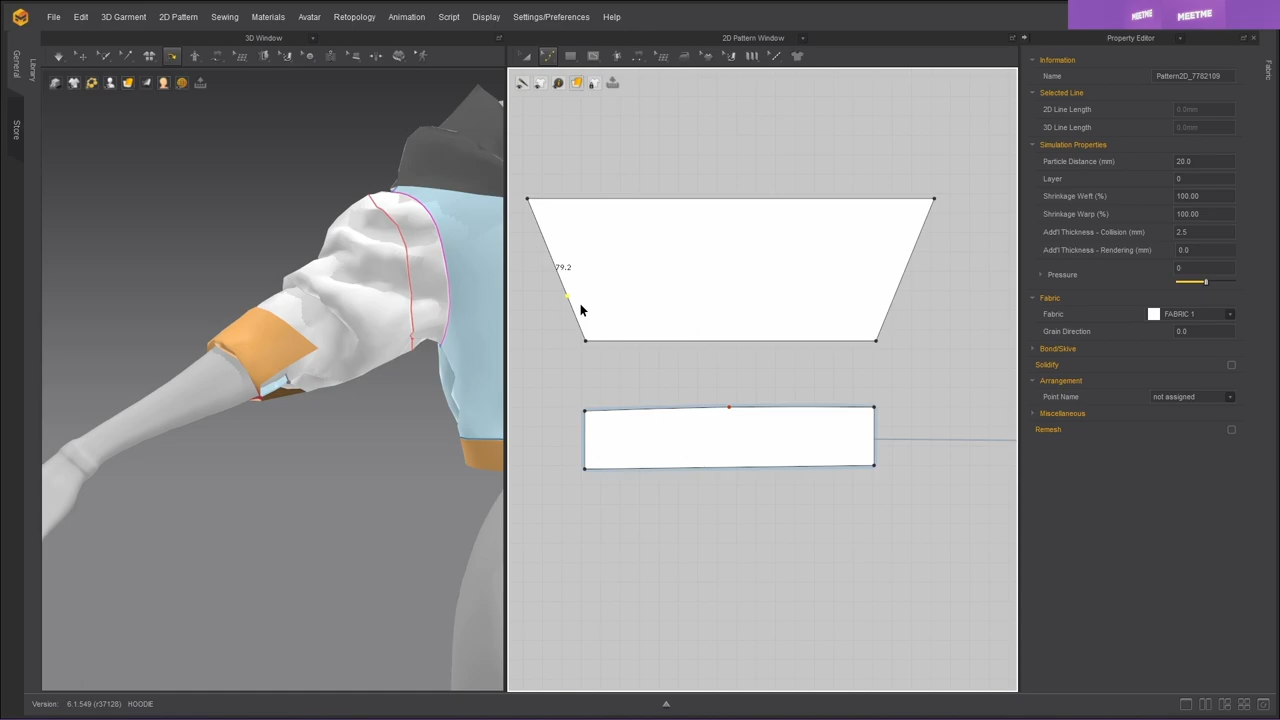 File Edit 3D Garment 2D Pattern Sewing Materials Avatar Retopology Animation Script Display Settings/Preferences Help
MEETME MEETME
3D Window
2D Pattern Window
Property Editor
General
Library
Store
Fabric
Information
Name Pattern2D_7782109
Selected Line
2D Line Length 0.0mm
3D Line Length 0.0mm
Simulation Properties
Particle Distance (mm) 20.0
Layer 0
Shrinkage Weft (%) 100.00
Shrinkage Warp (%) 100.00
Add'l Thickness - Collision (mm) 2.5
Add'l Thickness - Rendering (mm) 0.0
Pressure 0
Fabric
Fabric FABRIC 1
Grain Direction 0.0
Bond/Skive
Solidify
Arrangement
Point Name not assigned
Miscellaneous
Remesh
79.2
Version: 6.1.549 (r37128) HOODIE